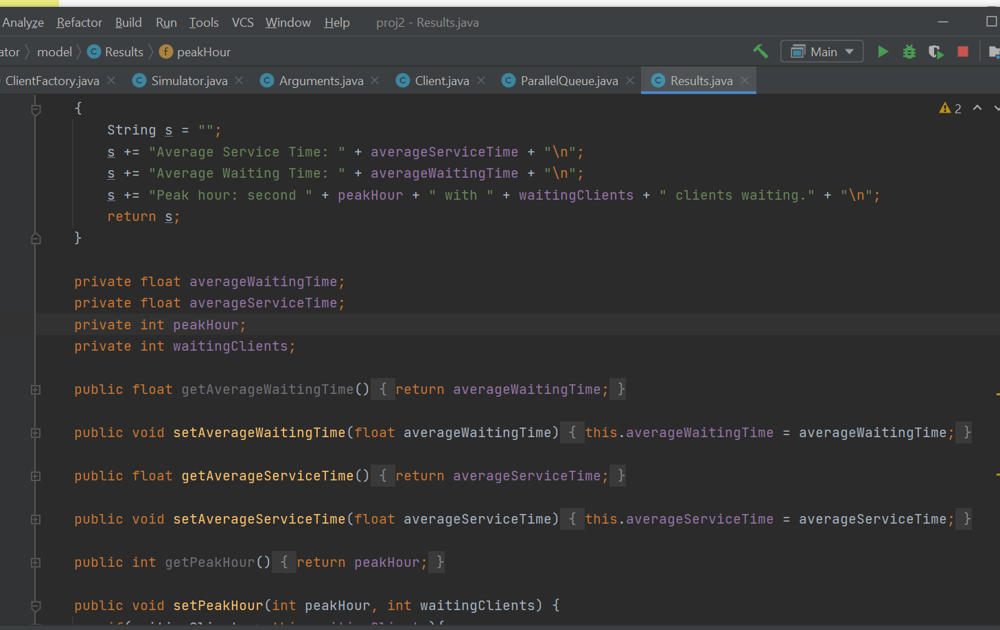 Analyze Refactor Build Run Tools VCS Window Help proj2 - Results.java
ator model C Results f peakHour Main
ClientFactory.java C Simulator.java C Arguments.java C Client.java C ParallelQueue.java C Results.java
{ 2
String s = "";
s += "Average Service Time: " + averageServiceTime + "\n";
s += "Average Waiting Time: " + averageWaitingTime + "\n";
s += "Peak hour: second " + peakHour + " with " + waitingClients + " clients waiting." + "\n";
return s;
}
private float averageWaitingTime;
private float averageServiceTime;
private int peakHour;
private int waitingClients;
public float getAverageWaitingTime() { return averageWaitingTime; }
public void setAverageWaitingTime(float averageWaitingTime) { this.averageWaitingTime = averageWaitingTime; }
public float getAverageServiceTime() { return averageServiceTime; }
public void setAverageServiceTime(float averageServiceTime) { this.averageServiceTime = averageServiceTime; }
public int getPeakHour() { return peakHour; }
public void setPeakHour(int peakHour, int waitingClients) {